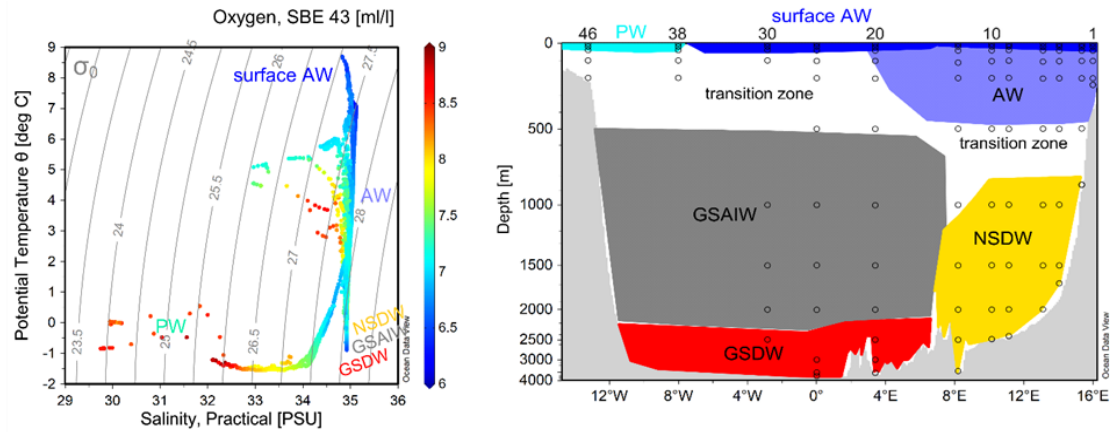 Oxygen, SBE 43 [ml/l]
9
8
7
6
5
4
3
2
1
0
-1
-2
29
30
31
32
33
34
35
36
Potential Temperature θ [deg C]
Salinity, Practical [PSU]
σ0
23.5
24
24.5
25
25.5
26
26.5
27
27.5
28
surface AW
AW
PW
NSDW
GSAIW
GSDW
Ocean Data View
9
8.5
8
7.5
7
6.5
6
surface AW
46
PW
38
30
20
10
1
0
500
1000
1500
2000
2500
3000
4000
Depth [m]
transition zone
AW
transition zone
GSAIW
NSDW
GSDW
12°W
8°W
4°W
0°
4°E
8°E
12°E
16°E
Ocean Data View